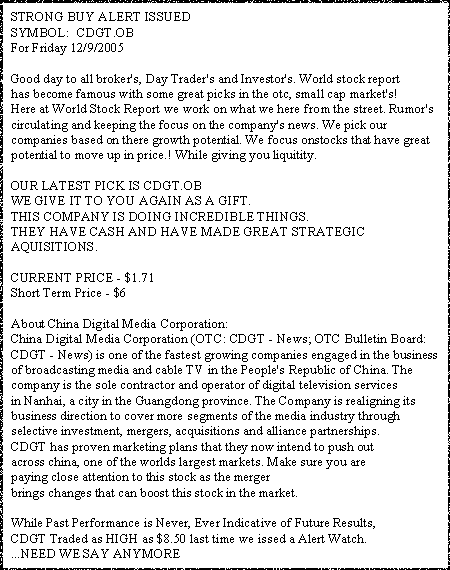 STRONG BUY ALERT ISSUED
SYMBOL: CDGT.OB
For Friday 12/9/2005
Good day to all broker's, Day Trader's and Investor's. World stock report
has become famous with some great picks in the otc, small cap market's!
Here at World Stock Report we work on what we here from the street. Rumor's
circulating and keeping the focus on the company's news. We pick our
companies based on there growth potential. We focus onstocks that have great
potential to move up in price.! While giving you liquitity.
OUR LATEST PICK IS CDGT.OB
WE GIVE IT TO YOU AGAIN AS A GIFT.
THIS COMPANY IS DOING INCREDIBLE THINGS.
THEY HAVE CASH AND HAVE MADE GREAT STRATEGIC
AQUISITIONS.
CURRENT PRICE - $1.71
Short Term Price - $6
About China Digital Media Corporation:
China Digital Media Corporation (OTC: CDGT - News; OTC Bulletin Board:
CDGT - News) is one of the fastest growing companies engaged in the business
of broadcasting media and cable TV in the People's Republic of China. The
company is the sole contractor and operator of digital television services
in Nanhai, a city in the Guangdong province. The Company is realigning its
business direction to cover more segments of the media industry through
selective investment, mergers, acqusitions and alliance partnerships.
CDGT has proven marketing plans that they now intend to push out
across china, one of the worlds largest markets. Make sure you are
paying close attention to this stock as the merger
brings changes that can boost this stock in the market.
While Past Performance is Never, Ever Indicative of Future Results,
CDGT Traded as HIGH as $8.50 last time we issed a Alert Watch.
...NEED WE SAY ANYMORE